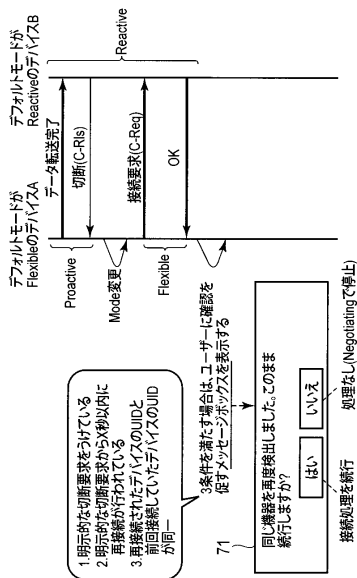 デフォルトモードが
FlexibleのデバイスA
デフォルトモードが
ReactiveのデバイスB
Proactive
データ転送完了
切断(C-Rls)
Mode変更
Reactive
接続要求(C-Req)
Flexible
OK
1.明示的な切断要求をうけている
2.明示的な切断要求からX秒以内に
再接続が行われている
3.再接続されたデバイスのUIDと
前回接続していたデバイスのUID
が同一
3条件を満たす場合は、ユーザーに確認を
促すメッセージボックスを表示する
71
同じ機器を再度検出しました。このまま
続行しますか?
はい
いいえ
接続処理を続行
処理なし(Negotiatingで停止)